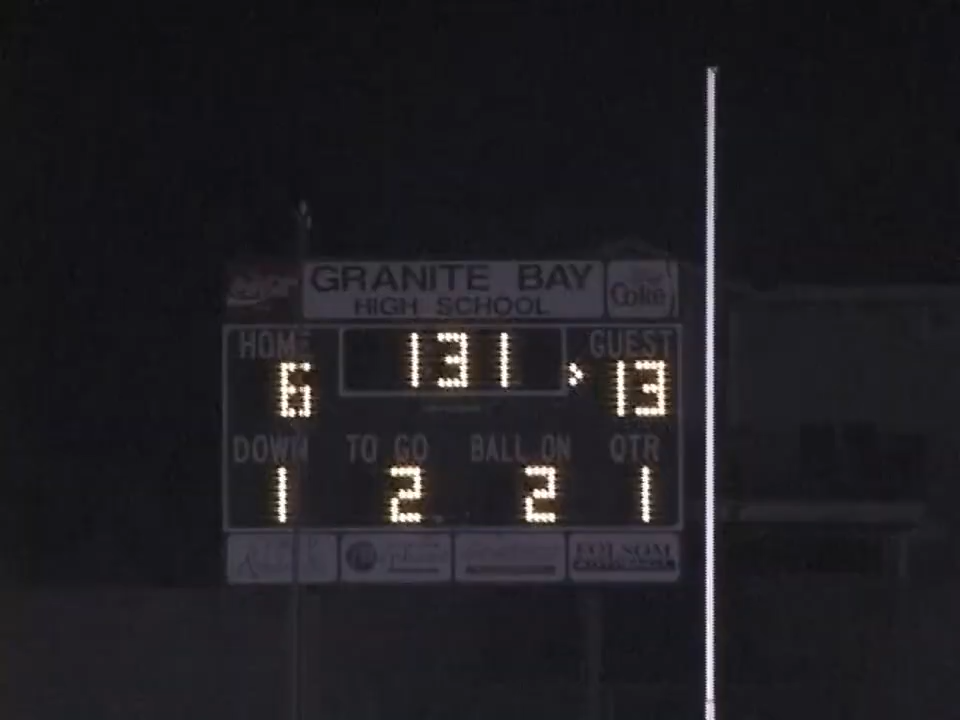 GRANITE BAY
HIGH SCHOOL
Coke
HOME 131 GUEST
6 13
DOWN TO GO BALL ON QTR
1 2 2 1
FOLSOM